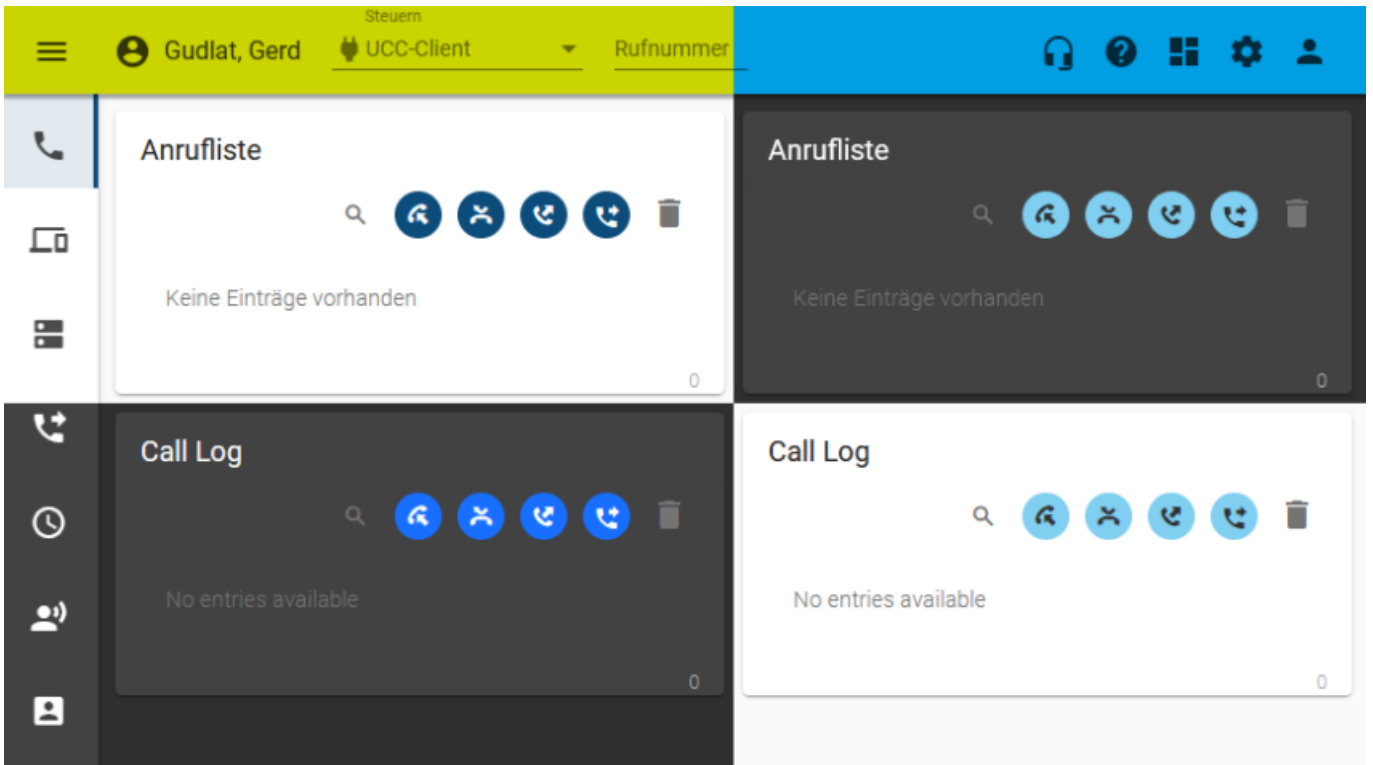 Steuern
Gudlat, Gerd UCC-Client Rufnummer
Anrufliste
Keine Einträge vorhanden
0
Anrufliste
Keine Einträge vorhanden
0
Call Log
No entries available
0
Call Log
No entries available
0